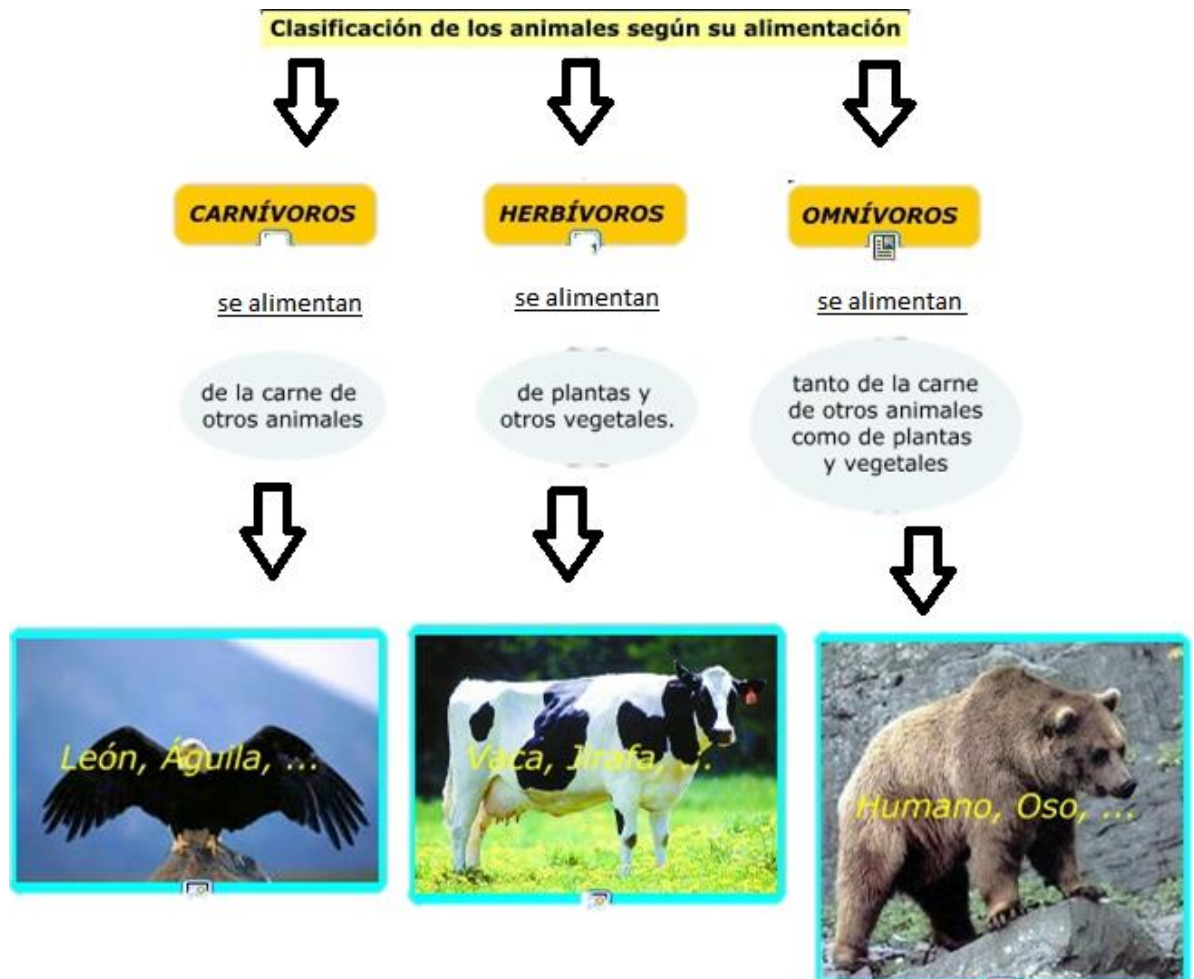 Clasificación de los animales según su alimentación
CARNÍVOROS
HERBÍVOROS
OMNÍVOROS
se alimentan
se alimentan
se alimentan
de la carne de
otros animales
de plantas y
otros vegetales.
tanto de la carne
de otros animales
como de plantas
y vegetales
León, Águila, ...
Vaca, Jirafa, ...
Humano, Oso, ...